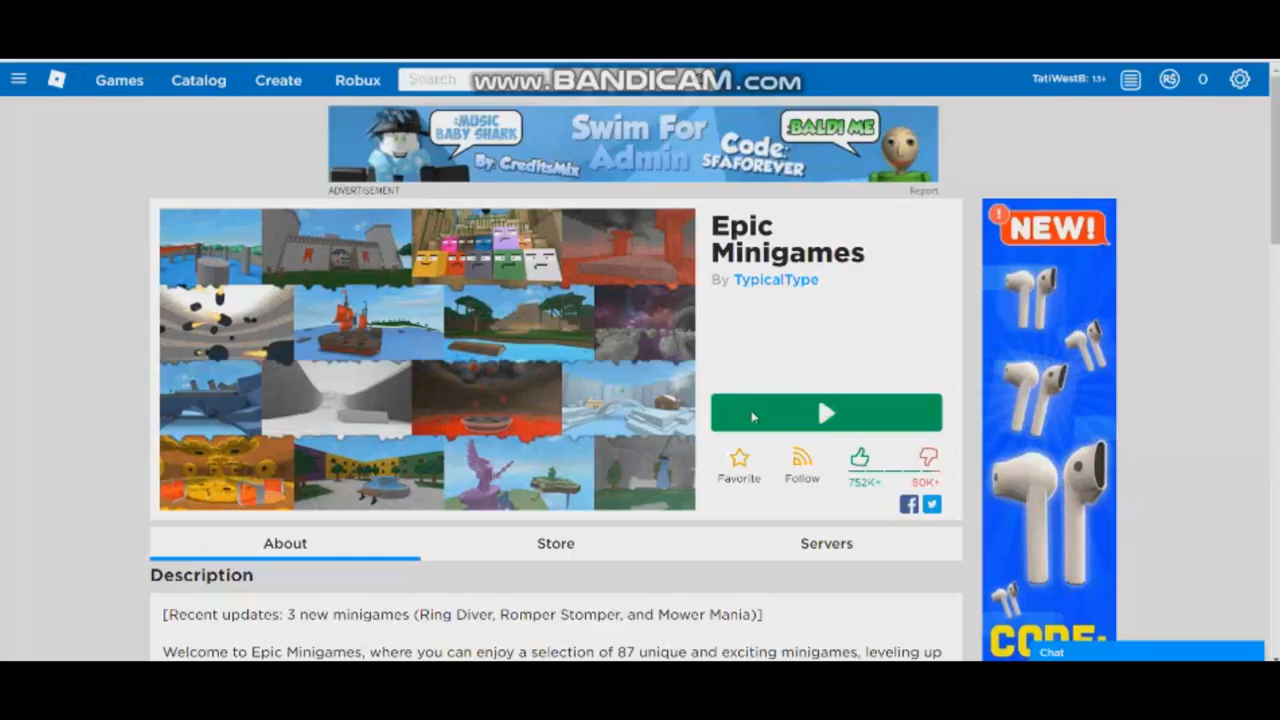 Games
Catalog
Create
Robux
Search
www.BANDICAM.com
TatiWestB: 13+
R$
0
:MUSIC
BABY SHARK
By CreditsMix
Swim For
Admin
Code:
SFAFOREVER
:BALDI ME
ADVERTISEMENT
Report
Epic
Minigames
By TypicalType
Favorite
Follow
752K+
80K+
About
Store
Servers
Description
[Recent updates: 3 new minigames (Ring Diver, Romper Stomper, and Mower Mania)]
Welcome to Epic Minigames, where you can enjoy a selection of 87 unique and exciting minigames, leveling up
!
NEW!
CODE:
Chat